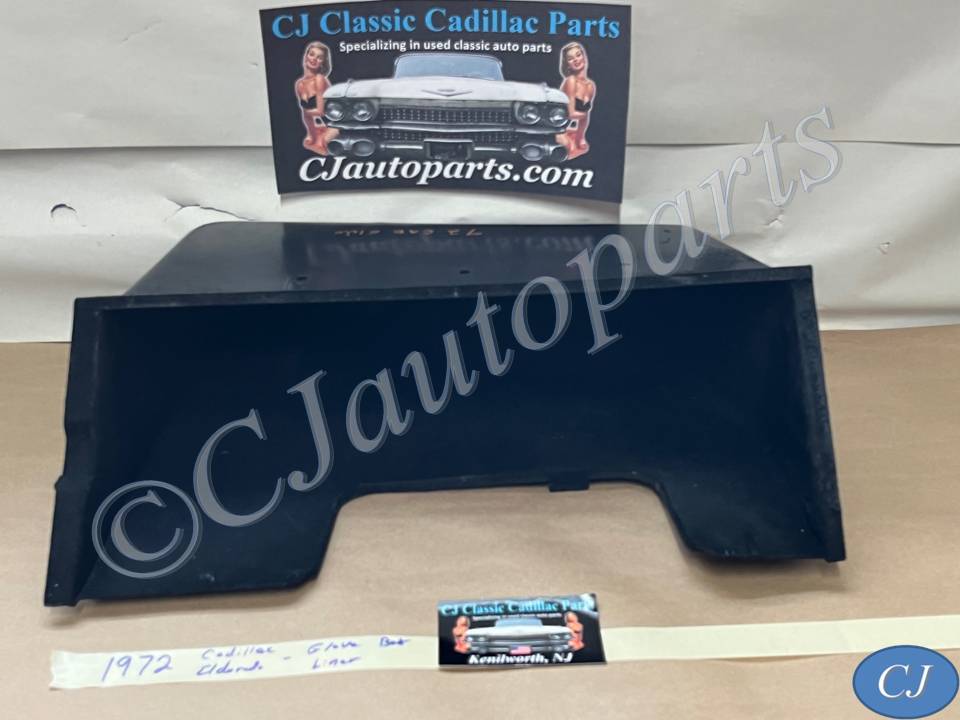 CJ Classic Cadillac Parts
Specializing in used classic auto parts
CJautoparts.com
©CJautoparts
CJ Classic Cadillac Parts
Kenilworth, NJ
1972 Cadillac Eldorado - Glove Box Liner
CJ